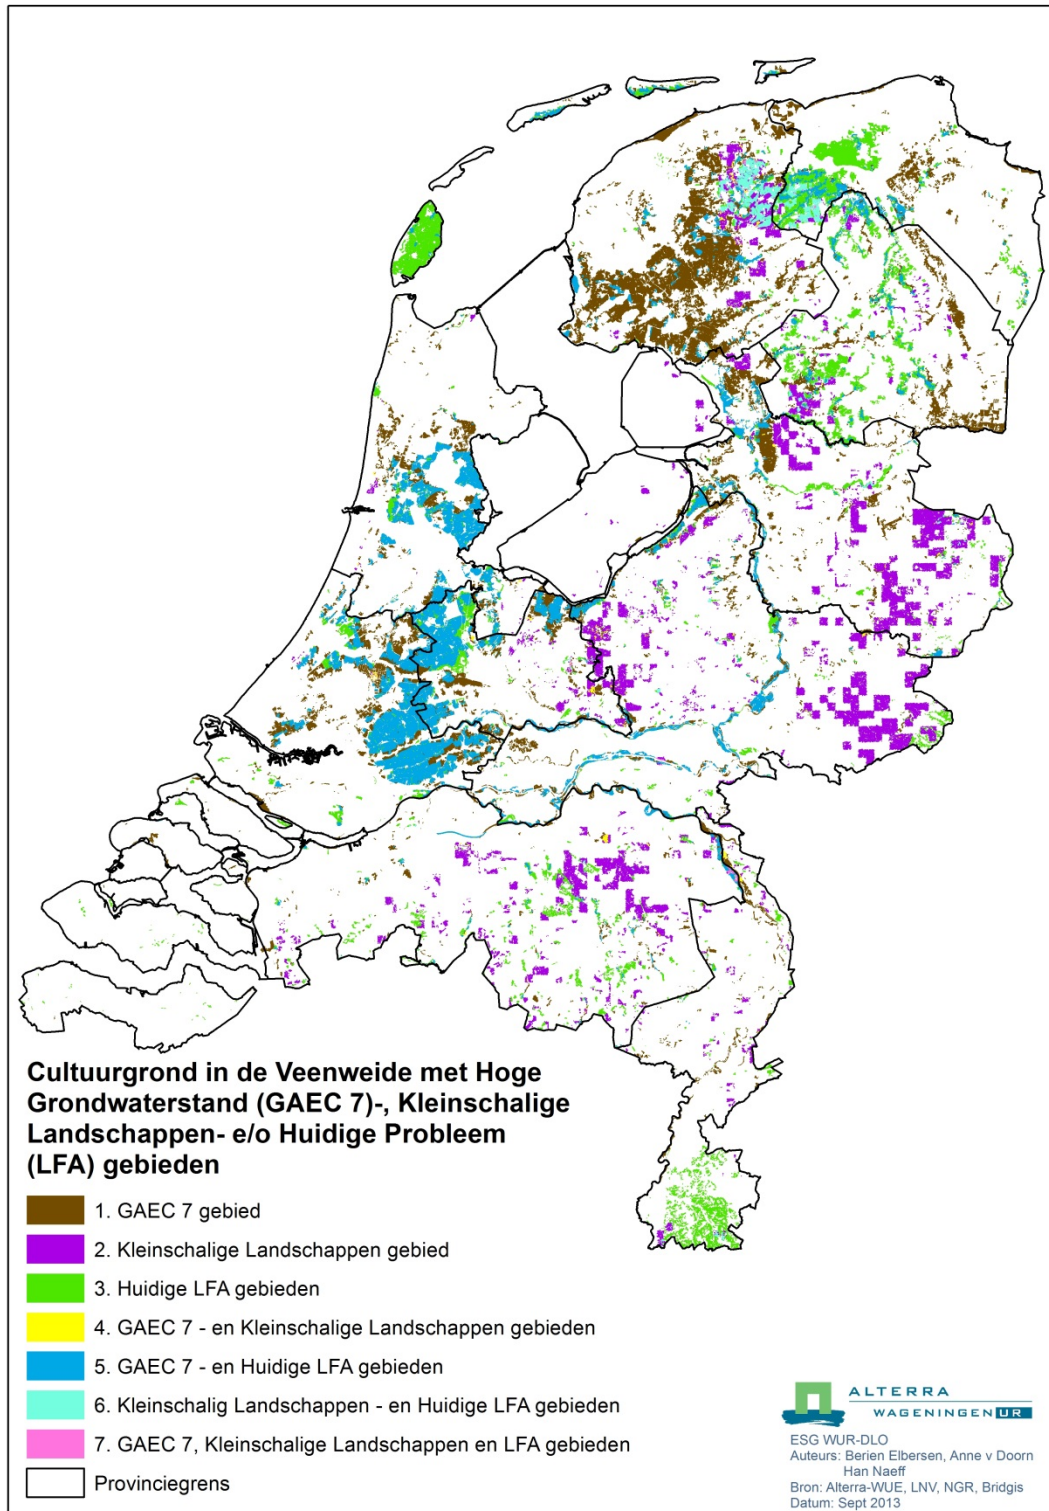 Cultuurgrond in de Veenweide met Hoge
Grondwaterstand (GAEC 7)-, Kleinschalige
Landschappen- e/o Huidige Probleem
(LFA) gebieden
1. GAEC 7 gebied
2. Kleinschalige Landschappen gebied
3. Huidige LFA gebieden
4. GAEC 7 - en Kleinschalige Landschappen gebieden
5. GAEC 7 - en Huidige LFA gebieden
6. Kleinschalig Landschappen - en Huidige LFA gebieden
7. GAEC 7, Kleinschalige Landschappen en LFA gebieden
Provinciegrens
ALTERRA
WAGENINGEN UR
ESG WUR-DLO
Auteurs: Berien Elbersen, Anne v Doorn
Han Naeff
Bron: Alterra-WUE, LNV, NGR, Bridgis
Datum: Sept 2013